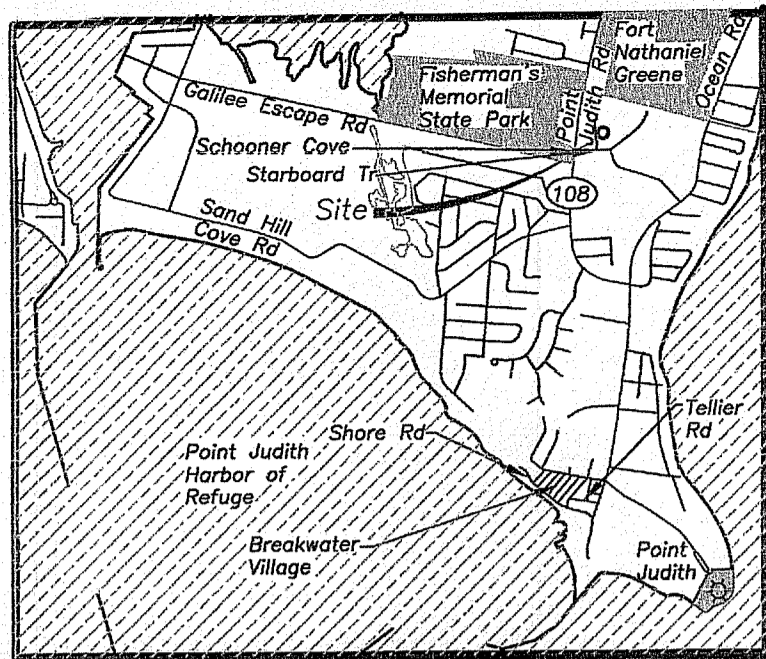 Fort
Nathaniel
Greene
Ocean Rd
Fisherman's
Memorial
State Park
Point
Judith Rd
Galilee Escape Rd
Schooner Cove
Starboard Tr
108
Site
Sand Hill
Cove Rd
Tellier
Rd
Shore Rd
Point Judith
Harbor of
Refuge
Breakwater
Village
Point
Judith